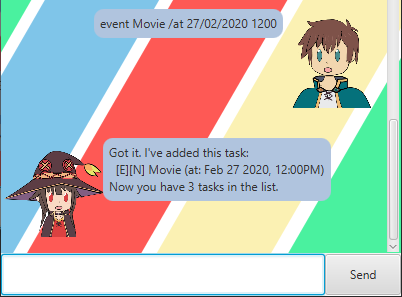 event Movie /at 27/02/2020 1200
Got it. I've added this task:
[E][N] Movie (at: Feb 27 2020, 12:00PM)
Now you have 3 tasks in the list.
Send